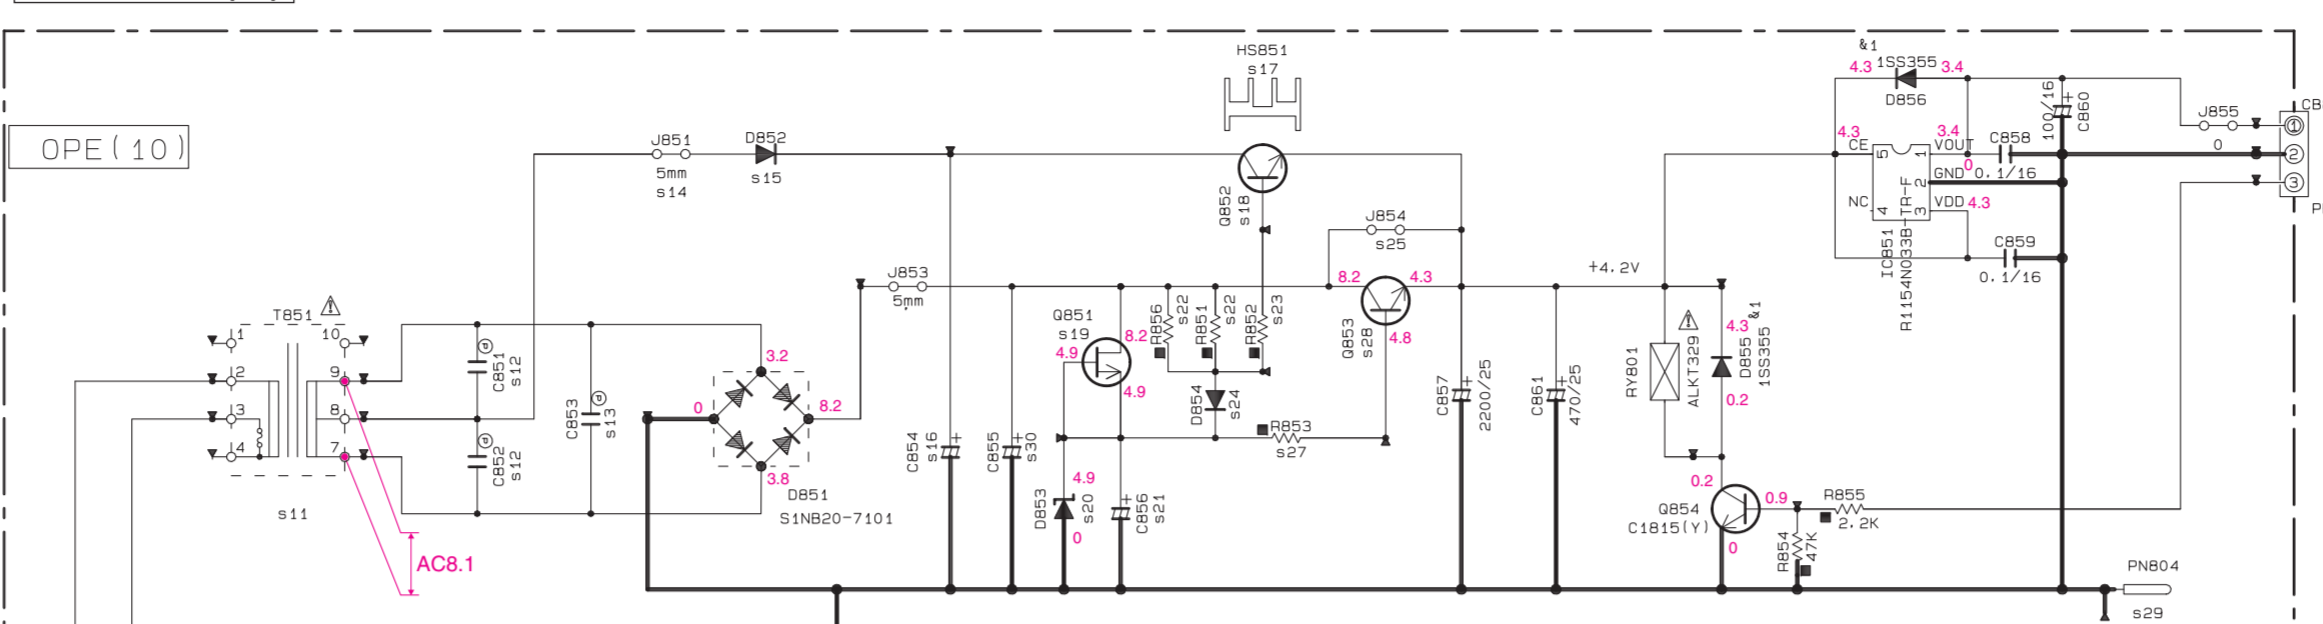 OPE(10)
HS851
s17
&1
4.3
1SS355
3.4
D856
100/16
+
C860
J855
CB
1
0
2
3
P
J851
5mm
s14
D852
s15
Q852
s18
4.3
CE
5
3.4
1
VOUT
0
C858
0.1/16
GND
2
NC
4
3
VDD
4.3
IC851
R1154N033B-TR-F
C859
0.1/16
J854
s25
+4.2V
J853
5mm
T851
1
10
2
9
3
8
4
7
s11
AC8.1
P
C851
s12
P
C852
s12
P
C853
s13
3.2
0
8.2
3.8
D851
S1NB20-7101
C854
s16
+
C855
s30
+
Q851
s19
8.2
4.9
4.9
R856
s22
R851
s22
R852
s23
D854
s24
R853
s27
D853
s20
4.9
0
C856
s21
+
8.2
4.3
4.8
Q853
s28
C857
2200/25
+
C861
470/25
+
RY801
ALKT329
4.3
D855
1SS355
&1
0.2
0.2
Q854
C1815(Y)
0.9
0
R855
2.2K
R854
47K
PN804
s29